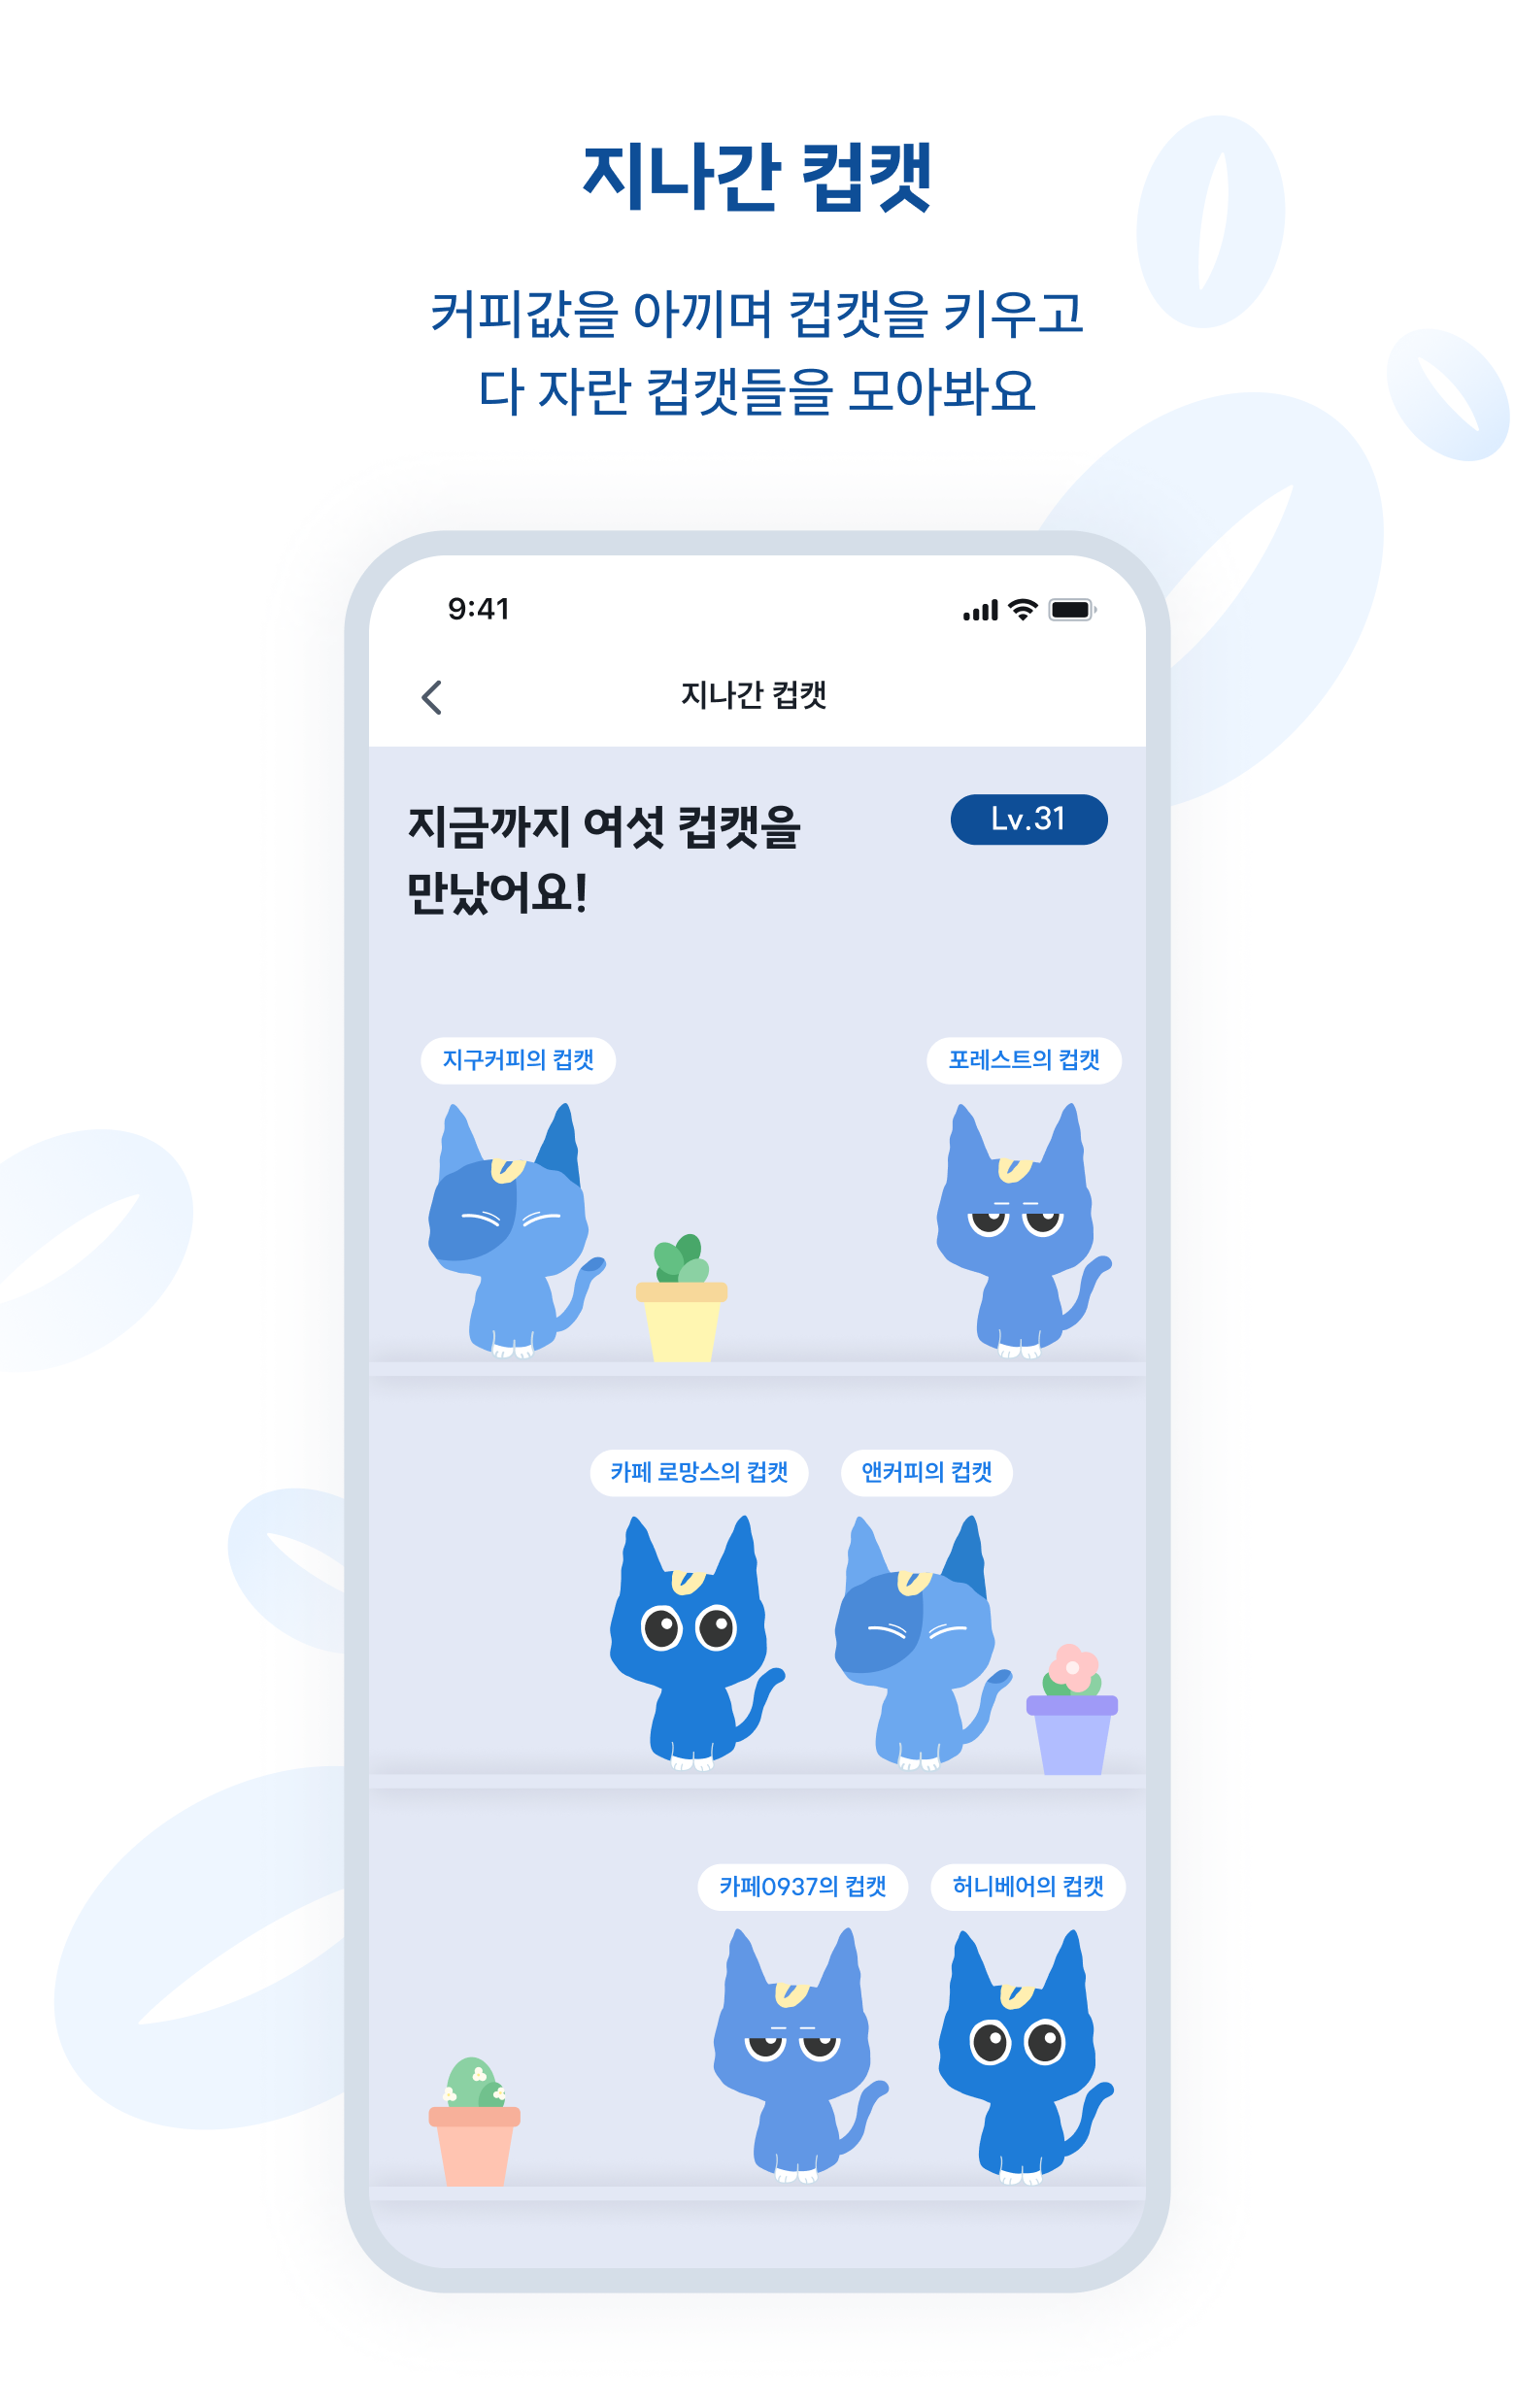 지나간 컵캣
커피값을 아끼며 컵캣을 키우고
다 자란 컵캣들을 모아봐요
9:41
지나간 컵캣
지금까지 여섯 컵캣을
만났어요!
Lv.31
지구커피의 컵캣
포레스트의 컵캣
카페 로망스의 컵캣
앤커피의 컵캣
카페0937의 컵캣
허니베어의 컵캣